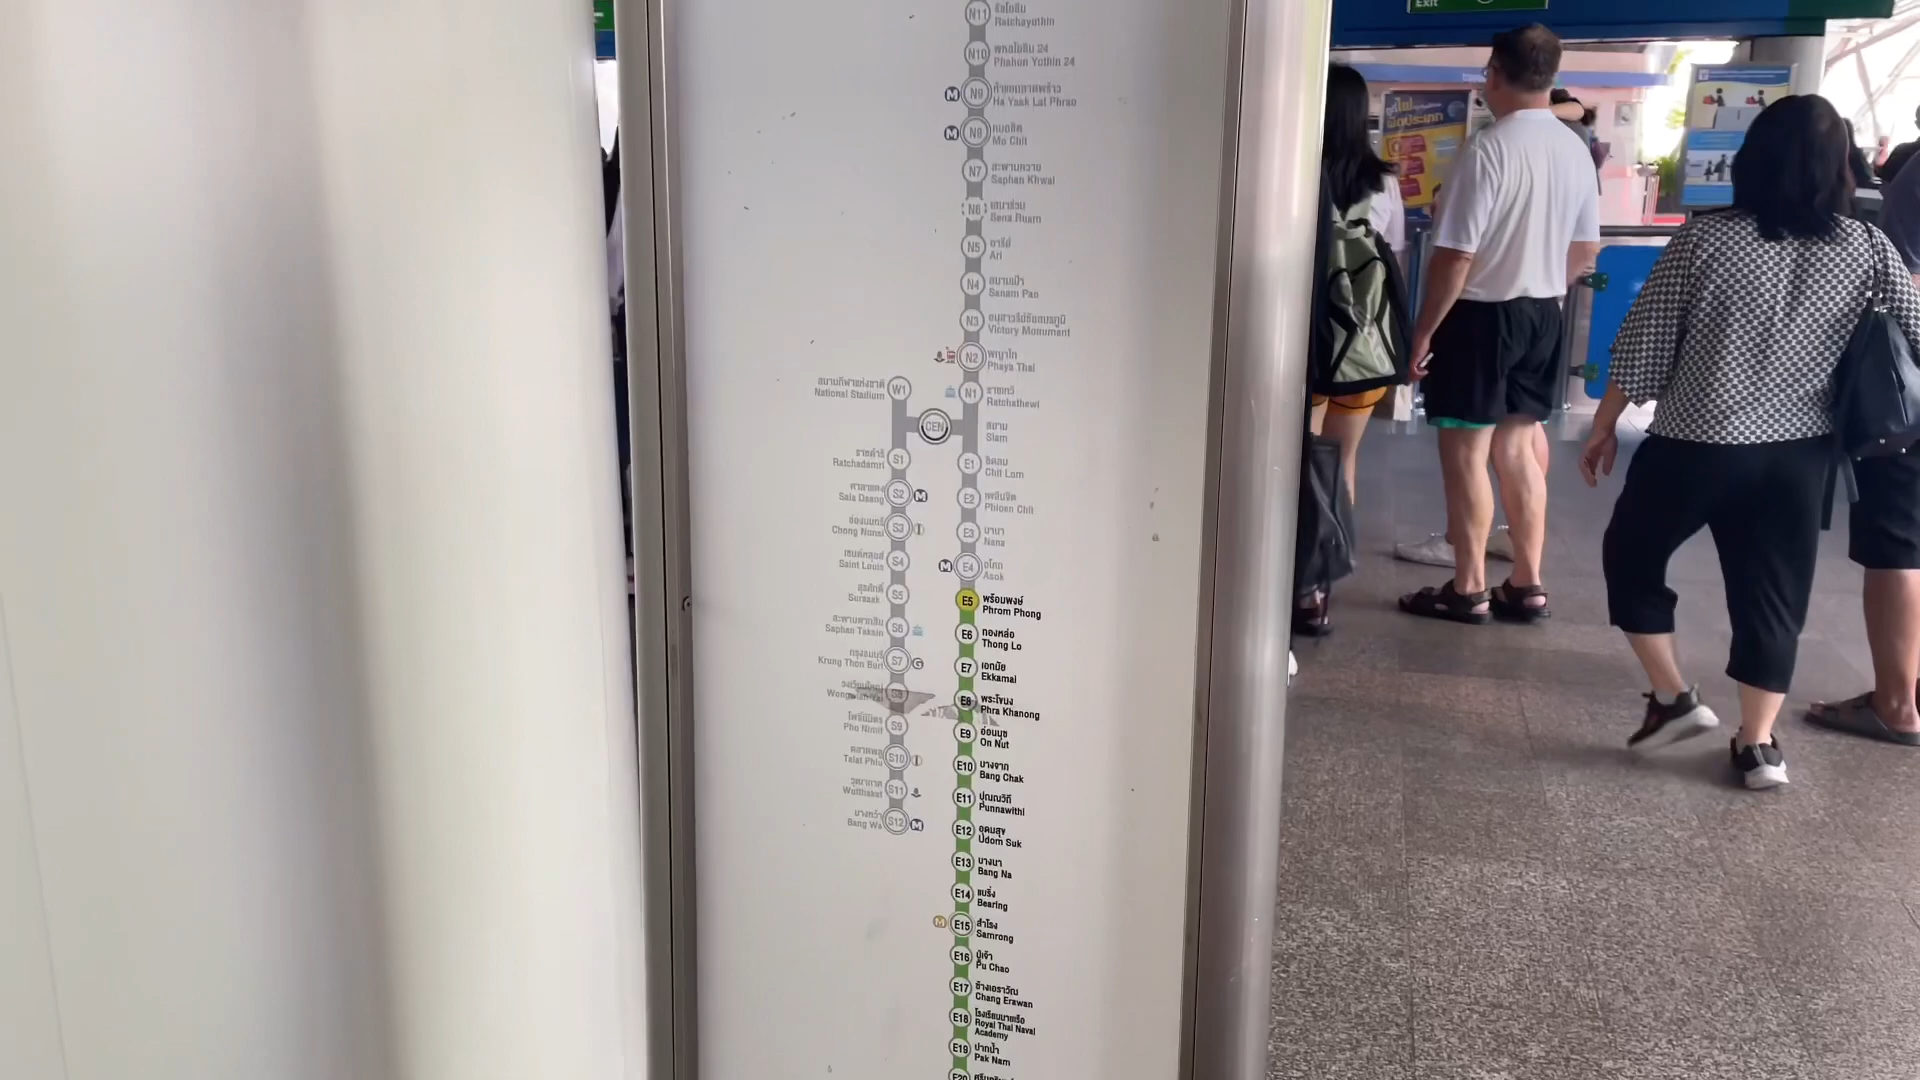 Exit
N11
รัชโยธิน
Ratchayothin
N10
พหลโยธิน 24
Phahon Yothin 24
M N9
ห้าแยกลาดพร้าว
Ha Yaek Lat Phrao
M N8
หมอชิต
Mo Chit
N7
สะพานควาย
Saphan Khwai
N6
เสนาร่วม
Sena Ruam
N5
อารีย์
Ari
N4
สนามเป้า
Sanam Pao
N3
อนุสาวรีย์ชัยสมรภูมิ
Victory Monument
N2
พญาไท
Phaya Thai
N1
ราชเทวี
Ratchathewi
สนามกีฬาแห่งชาติ
National Stadium
W1
CEN
สยาม
Siam
ราชดำริ
Ratchadamri
S1
ศาลาแดง
Sala Daeng
S2 M
ช่องนนทรี
Chong Nonsi
S3
เซนต์หลุยส์
Saint Louis
S4
สุรศักดิ์
Surasak
S5
สะพานตากสิน
Saphan Taksin
S6
กรุงธนบุรี
Krung Thon Buri
S7 G
วงเวียนใหญ่
Wongwian Yai
S8
โพธิ์นิมิตร
Pho Nimit
S9
ตลาดพลู
Talat Phlu
S10
วุฒากาศ
Wutthakat
S11
บางหว้า
Bang Wa
S12 M
E1
ชิดลม
Chit Lom
E2
เพลินจิต
Phloen Chit
E3
นานา
Nana
M E4
อโศก
Asok
E5
พร้อมพงษ์
Phrom Phong
E6
ทองหล่อ
Thong Lo
E7
เอกมัย
Ekkamai
E8
พระโขนง
Phra Khanong
E9
อ่อนนุช
On Nut
E10
บางจาก
Bang Chak
E11
ปุณณวิถี
Punnawithi
E12
อุดมสุข
Udom Suk
E13
บางนา
Bang Na
E14
แบริ่ง
Bearing
M E15
สำโรง
Samrong
E16
ปู่เจ้า
Pu Chao
E17
ช้างเอราวัณ
Chang Erawan
E18
โรงเรียนนายเรือ
Royal Thai Naval
Academy
E19
ปากน้ำ
Pak Nam
E20